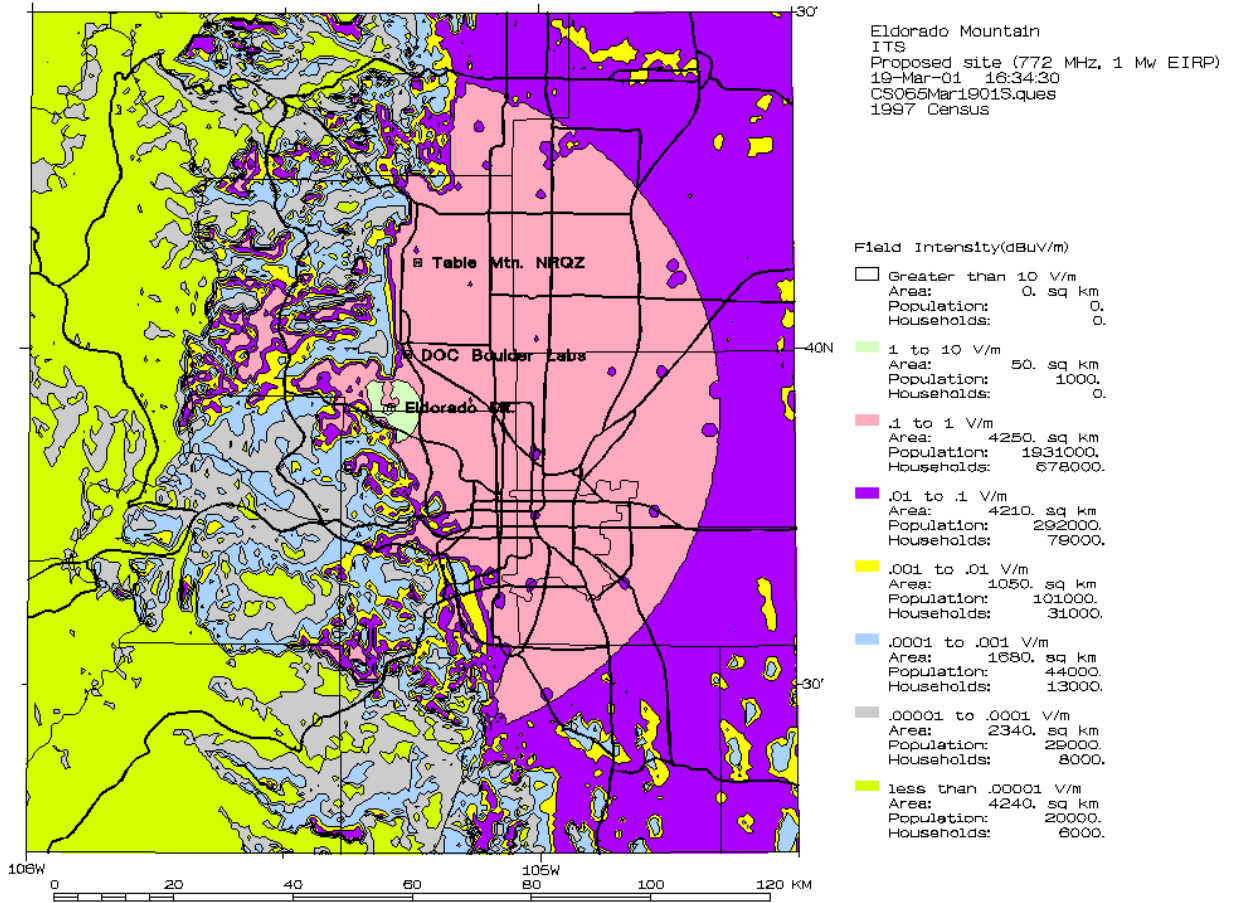 30'
Eldorado Mountain
ITS
Proposed site (772 MHz, 1 Mw EIRP)
19-Mar-01 16:34:30
CS065Mar1901S.ques
1997 Census
Field Intensity(dBuV/m)
Greater than 10 V/m
Area: 0. sq km
Population: 0.
Households: 0.
1 to 10 V/m
Area: 50. sq km
Population: 1000.
Households: 0.
.1 to 1 V/m
Area: 4250. sq km
Population: 1931000.
Households: 678000.
.01 to .1 V/m
Area: 4210. sq km
Population: 292000.
Households: 79000.
.001 to .01 V/m
Area: 1050. sq km
Population: 101000.
Households: 31000.
.0001 to .001 V/m
Area: 1680. sq km
Population: 44000.
Households: 13000.
.00001 to .0001 V/m
Area: 2340. sq km
Population: 29000.
Households: 8000.
less than .00001 V/m
Area: 4240. sq km
Population: 20000.
Households: 6000.
Table Mtn. NRQZ
40N
DOC Boulder Labs
Eldorado Mt.
30'
106W
105W
0 20 40 60 80 100 120 KM